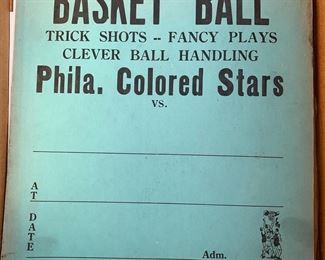 BASKET BALL
TRICK SHOTS -- FANCY PLAYS
CLEVER BALL HANDLING
Phila. Colored Stars
VS.
AT
DATE
Adm.